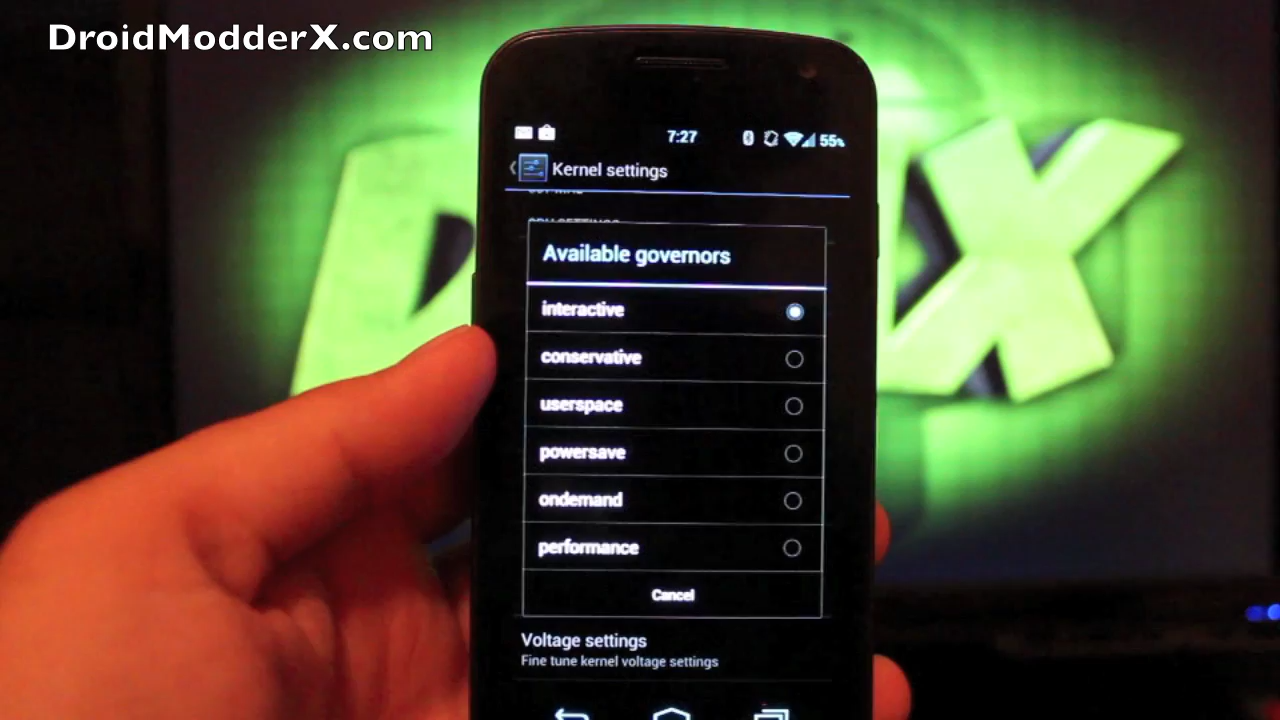 DroidModderX.com
7:27
55%
Kernel settings
Available governors
interactive
conservative
userspace
powersave
ondemand
performance
Cancel
Voltage settings
Fine tune kernel voltage settings